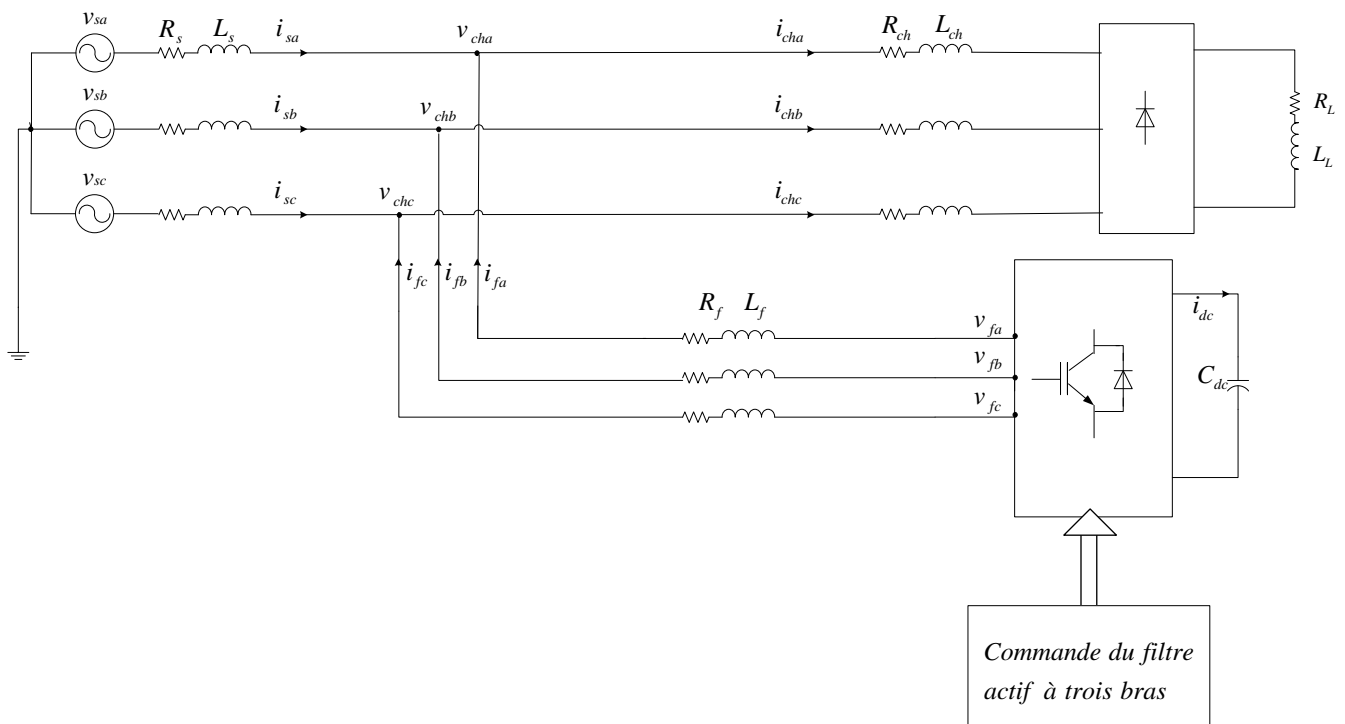 v_sa R_s L_s i_sa v_cha i_cha R_ch L_ch
v_sb i_sb v_chb i_chb R_L
v_sc i_sc v_chc i_chc L_L
i_fc i_fb i_fa
R_f L_f v_fa i_dc
v_fb C_dc
v_fc
Commande du filtre
actif à trois bras